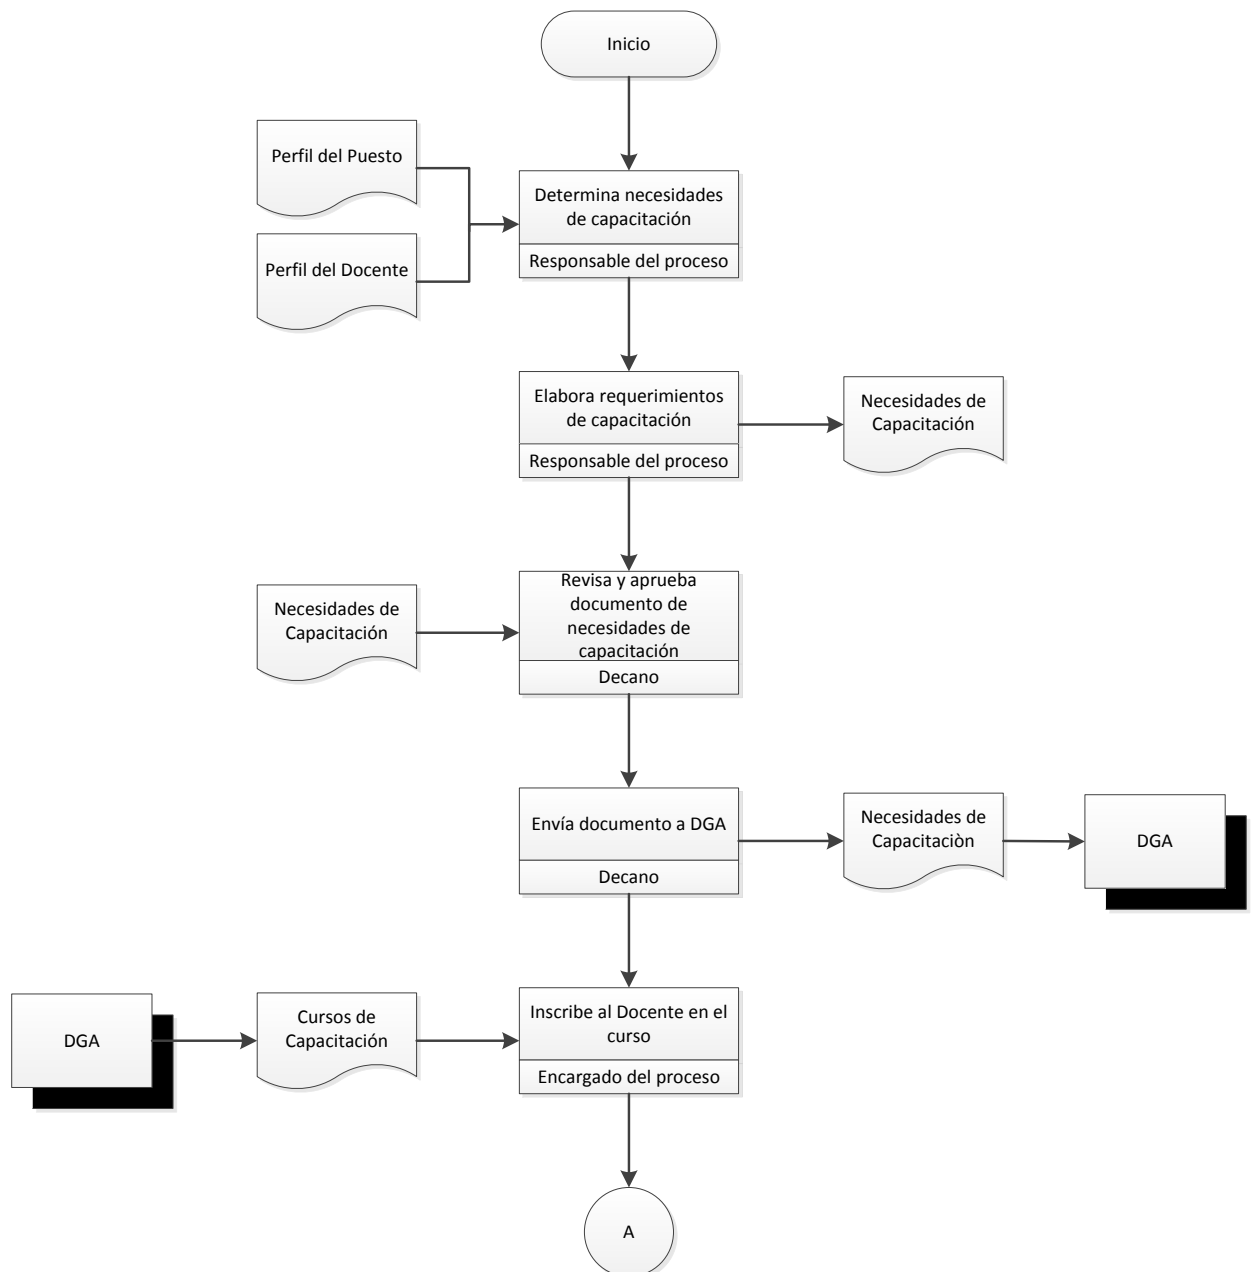 Inicio
Perfil del Puesto
Determina necesidades
de capacitación
Responsable del proceso
Perfil del Docente
Elabora requerimientos
de capacitación
Responsable del proceso
Necesidades de
Capacitación
Necesidades de
Capacitación
Revisa y aprueba
documento de
necesidades de
capacitación
Decano
Envía documento a DGA
Decano
Necesidades de
Capacitaciòn
DGA
DGA
Cursos de
Capacitación
Inscribe al Docente en el
curso
Encargado del proceso
A